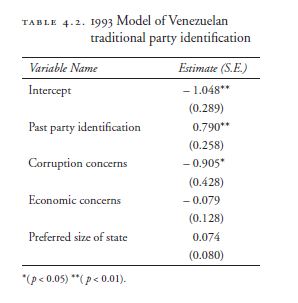 TABLE 4.2. 1993 Model of Venezuelan
traditional party identification
Variable Name Estimate (S.E.)
Intercept – 1.048**
(0.289)
Past party identification 0.790**
(0.258)
Corruption concerns – 0.905*
(0.428)
Economic concerns – 0.079
(0.128)
Preferred size of state 0.074
(0.080)
*(p < 0.05) **(p < 0.01).